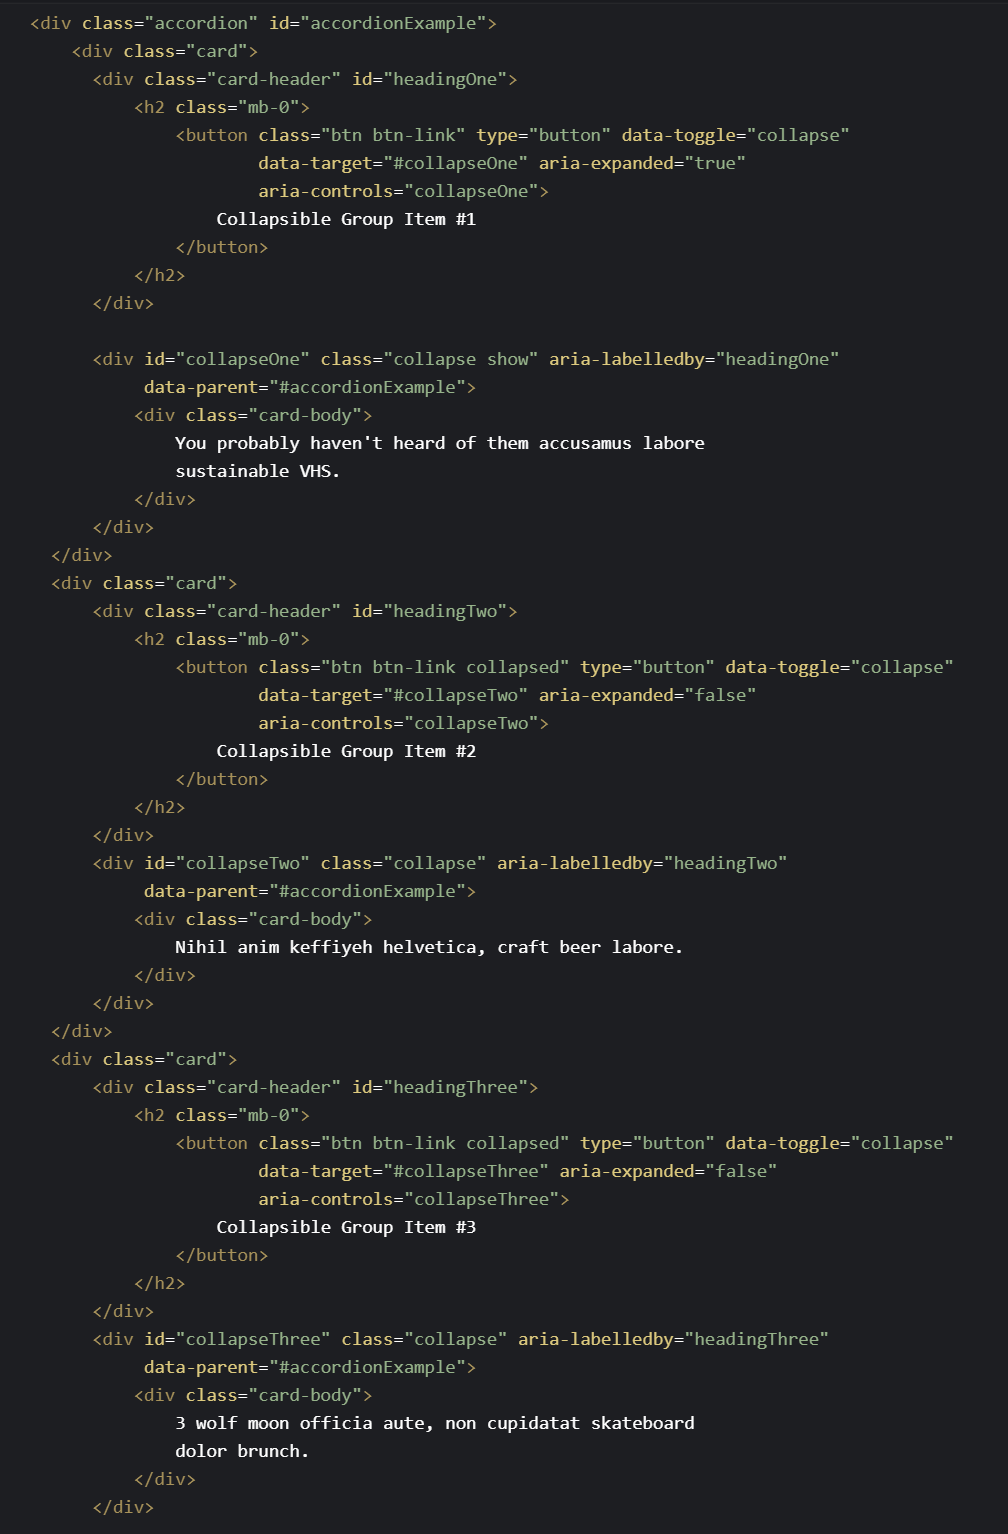 <div class="accordion" id="accordionExample">
<div class="card">
<div class="card-header" id="headingOne">
<h2 class="mb-0">
<button class="btn btn-link" type="button" data-toggle="collapse"
data-target="#collapseOne" aria-expanded="true"
aria-controls="collapseOne">
Collapsible Group Item #1
</button>
</h2>
</div>
<div id="collapseOne" class="collapse show" aria-labelledby="headingOne"
data-parent="#accordionExample">
<div class="card-body">
You probably haven't heard of them accusamus labore
sustainable VHS.
</div>
</div>
</div>
<div class="card">
<div class="card-header" id="headingTwo">
<h2 class="mb-0">
<button class="btn btn-link collapsed" type="button" data-toggle="collapse"
data-target="#collapseTwo" aria-expanded="false"
aria-controls="collapseTwo">
Collapsible Group Item #2
</button>
</h2>
</div>
<div id="collapseTwo" class="collapse" aria-labelledby="headingTwo"
data-parent="#accordionExample">
<div class="card-body">
Nihil anim keffiyeh helvetica, craft beer labore.
</div>
</div>
</div>
<div class="card">
<div class="card-header" id="headingThree">
<h2 class="mb-0">
<button class="btn btn-link collapsed" type="button" data-toggle="collapse"
data-target="#collapseThree" aria-expanded="false"
aria-controls="collapseThree">
Collapsible Group Item #3
</button>
</h2>
</div>
<div id="collapseThree" class="collapse" aria-labelledby="headingThree"
data-parent="#accordionExample">
<div class="card-body">
3 wolf moon officia aute, non cupidatat skateboard
dolor brunch.
</div>
</div>